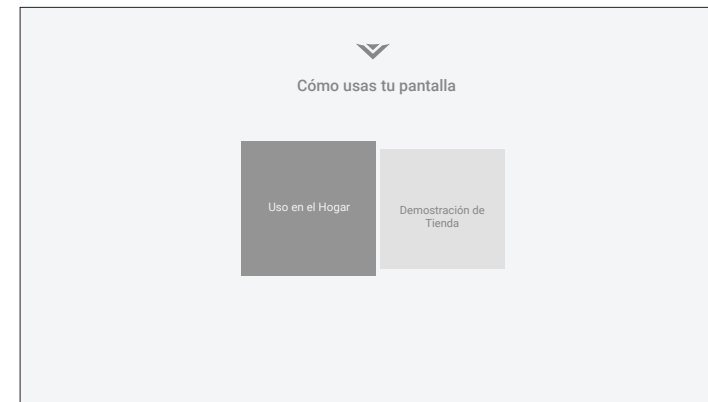 Cómo usas tu pantalla
Uso en el Hogar
Demostración de
Tienda